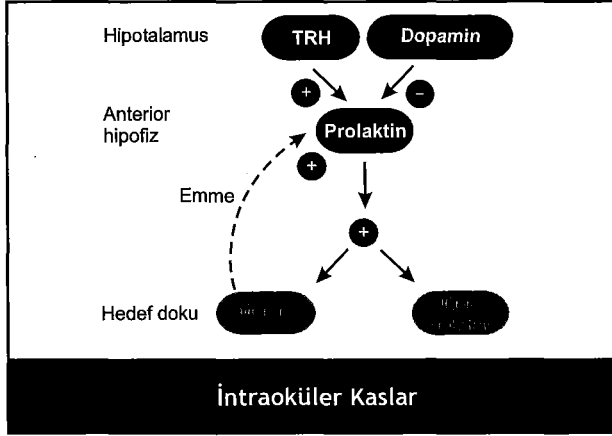 Hipotalamus
TRH
Dopamin
+
−
Anterior
hipofiz
Prolaktin
+
Emme
+
Hedef doku
İntraoküler Kaslar